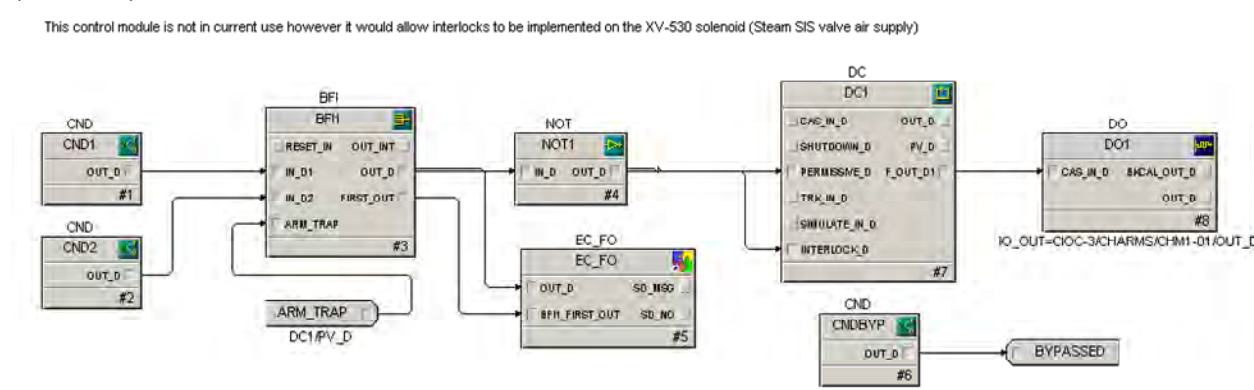 This control module is not in current use however it would allow interlocks to be implemented on the XV-530 solenoid (Steam SIS valve air supply)
CND
CND1
OUT_D
#1
CND
CND2
OUT_D
#2
BFI
BFI1
RESET_IN OUT_INT
IN_D1 OUT_D
IN_D2 FIRST_OUT
ARM_TRAP
#3
ARM_TRAP
DC1/PV_D
NOT
NOT1
IN_D OUT_D
#4
EC_FO
EC_FO
OUT_D SD_MSG
BFI1_FIRST_OUT SD_NO
#5
DC
DC1
CAS_IN_D OUT_D
SHUTDOWN_D PV_D
PERMISSIVE_D F_OUT_D1
TRK_IN_D
SIMULATE_IN_D
INTERLOCK_D
#7
CND
CNDBYP
OUT_D
#6
BYPASSED
DO
DO1
CAS_IN_D BKCAL_OUT_D
OUT_D
#8
IO_OUT=CIOC-3/CHARMS/CHM1-01/OUT_D